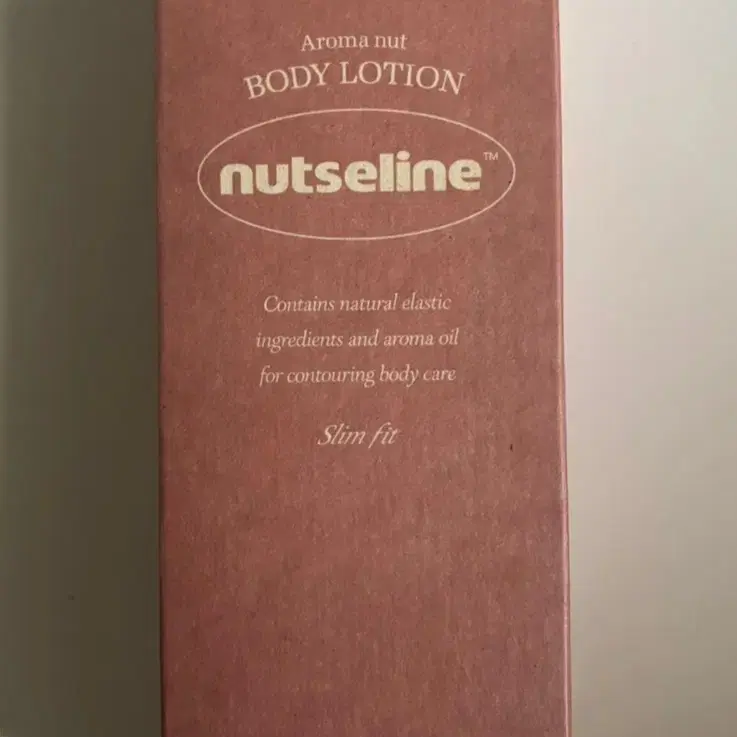 Aroma nut
BODY LOTION
nutseline™
Contains natural elastic
ingredients and aroma oil
for contouring body care
Slim fit